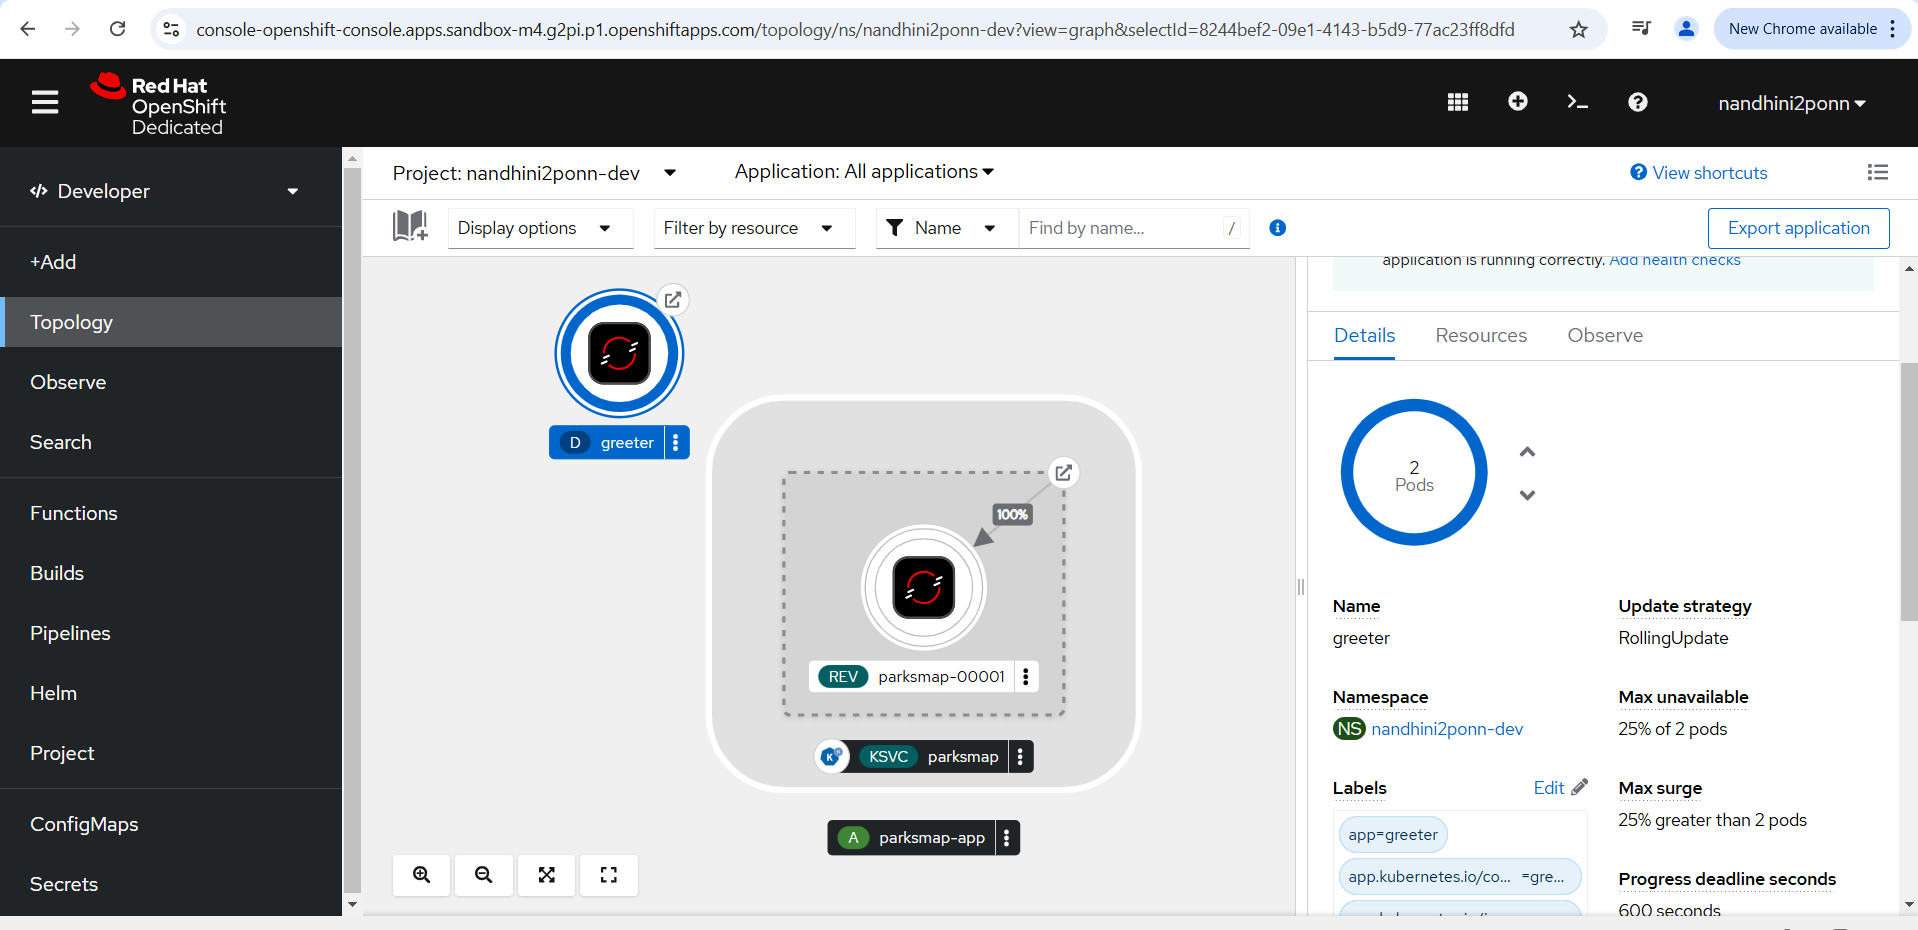 console-openshift-console.apps.sandbox-m4.g2pi.p1.openshiftapps.com/topology/ns/nandhini2ponn-dev?view=graph&selectId=8244bef2-09e1-4143-b5d9-77ac23ff8dfd
New Chrome available
Red Hat
OpenShift
Dedicated
nandhini2ponn
Developer
+Add
Topology
Observe
Search
Functions
Builds
Pipelines
Helm
Project
ConfigMaps
Secrets
Project: nandhini2ponn-dev
Application: All applications
View shortcuts
Display options
Filter by resource
Name
Find by name...
/
Export application
D greeter
100%
REV parksmap-00001
K
KSVC parksmap
A parksmap-app
application is running correctly. Add health checks
Details
Resources
Observe
2
Pods
Name
greeter
Update strategy
RollingUpdate
Namespace
NS nandhini2ponn-dev
Max unavailable
25% of 2 pods
Labels
Edit
Max surge
25% greater than 2 pods
app=greeter
app.kubernetes.io/co... =gre...
Progress deadline seconds
600 seconds